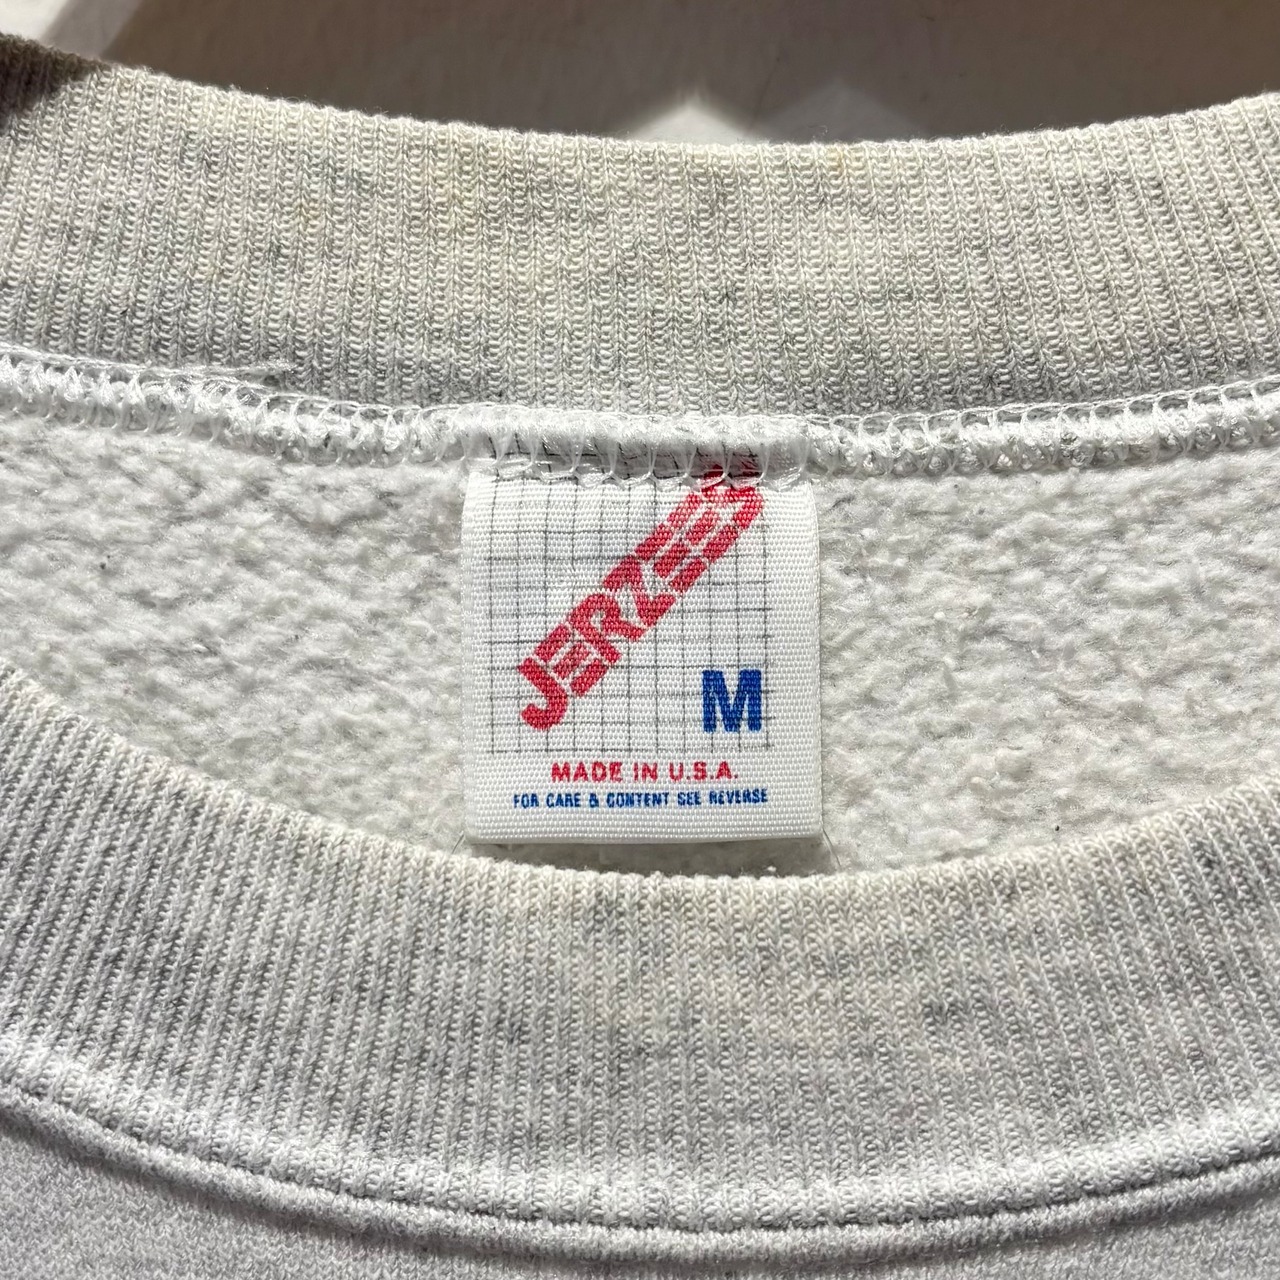 JERZEES
M
MADE IN U.S.A.
FOR CARE & CONTENT SEE REVERSE